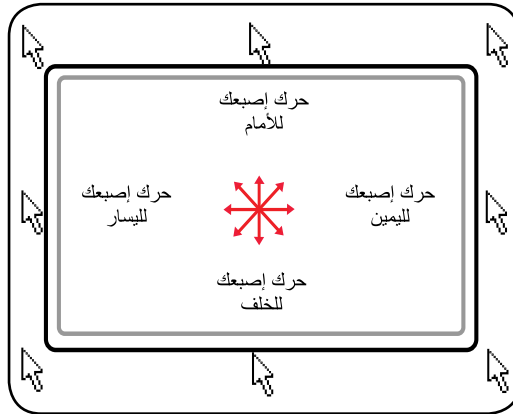 حرك إصبعك
للأمام
حرك إصبعك
لليمين
حرك إصبعك
لليسار
حرك إصبعك
للخلف